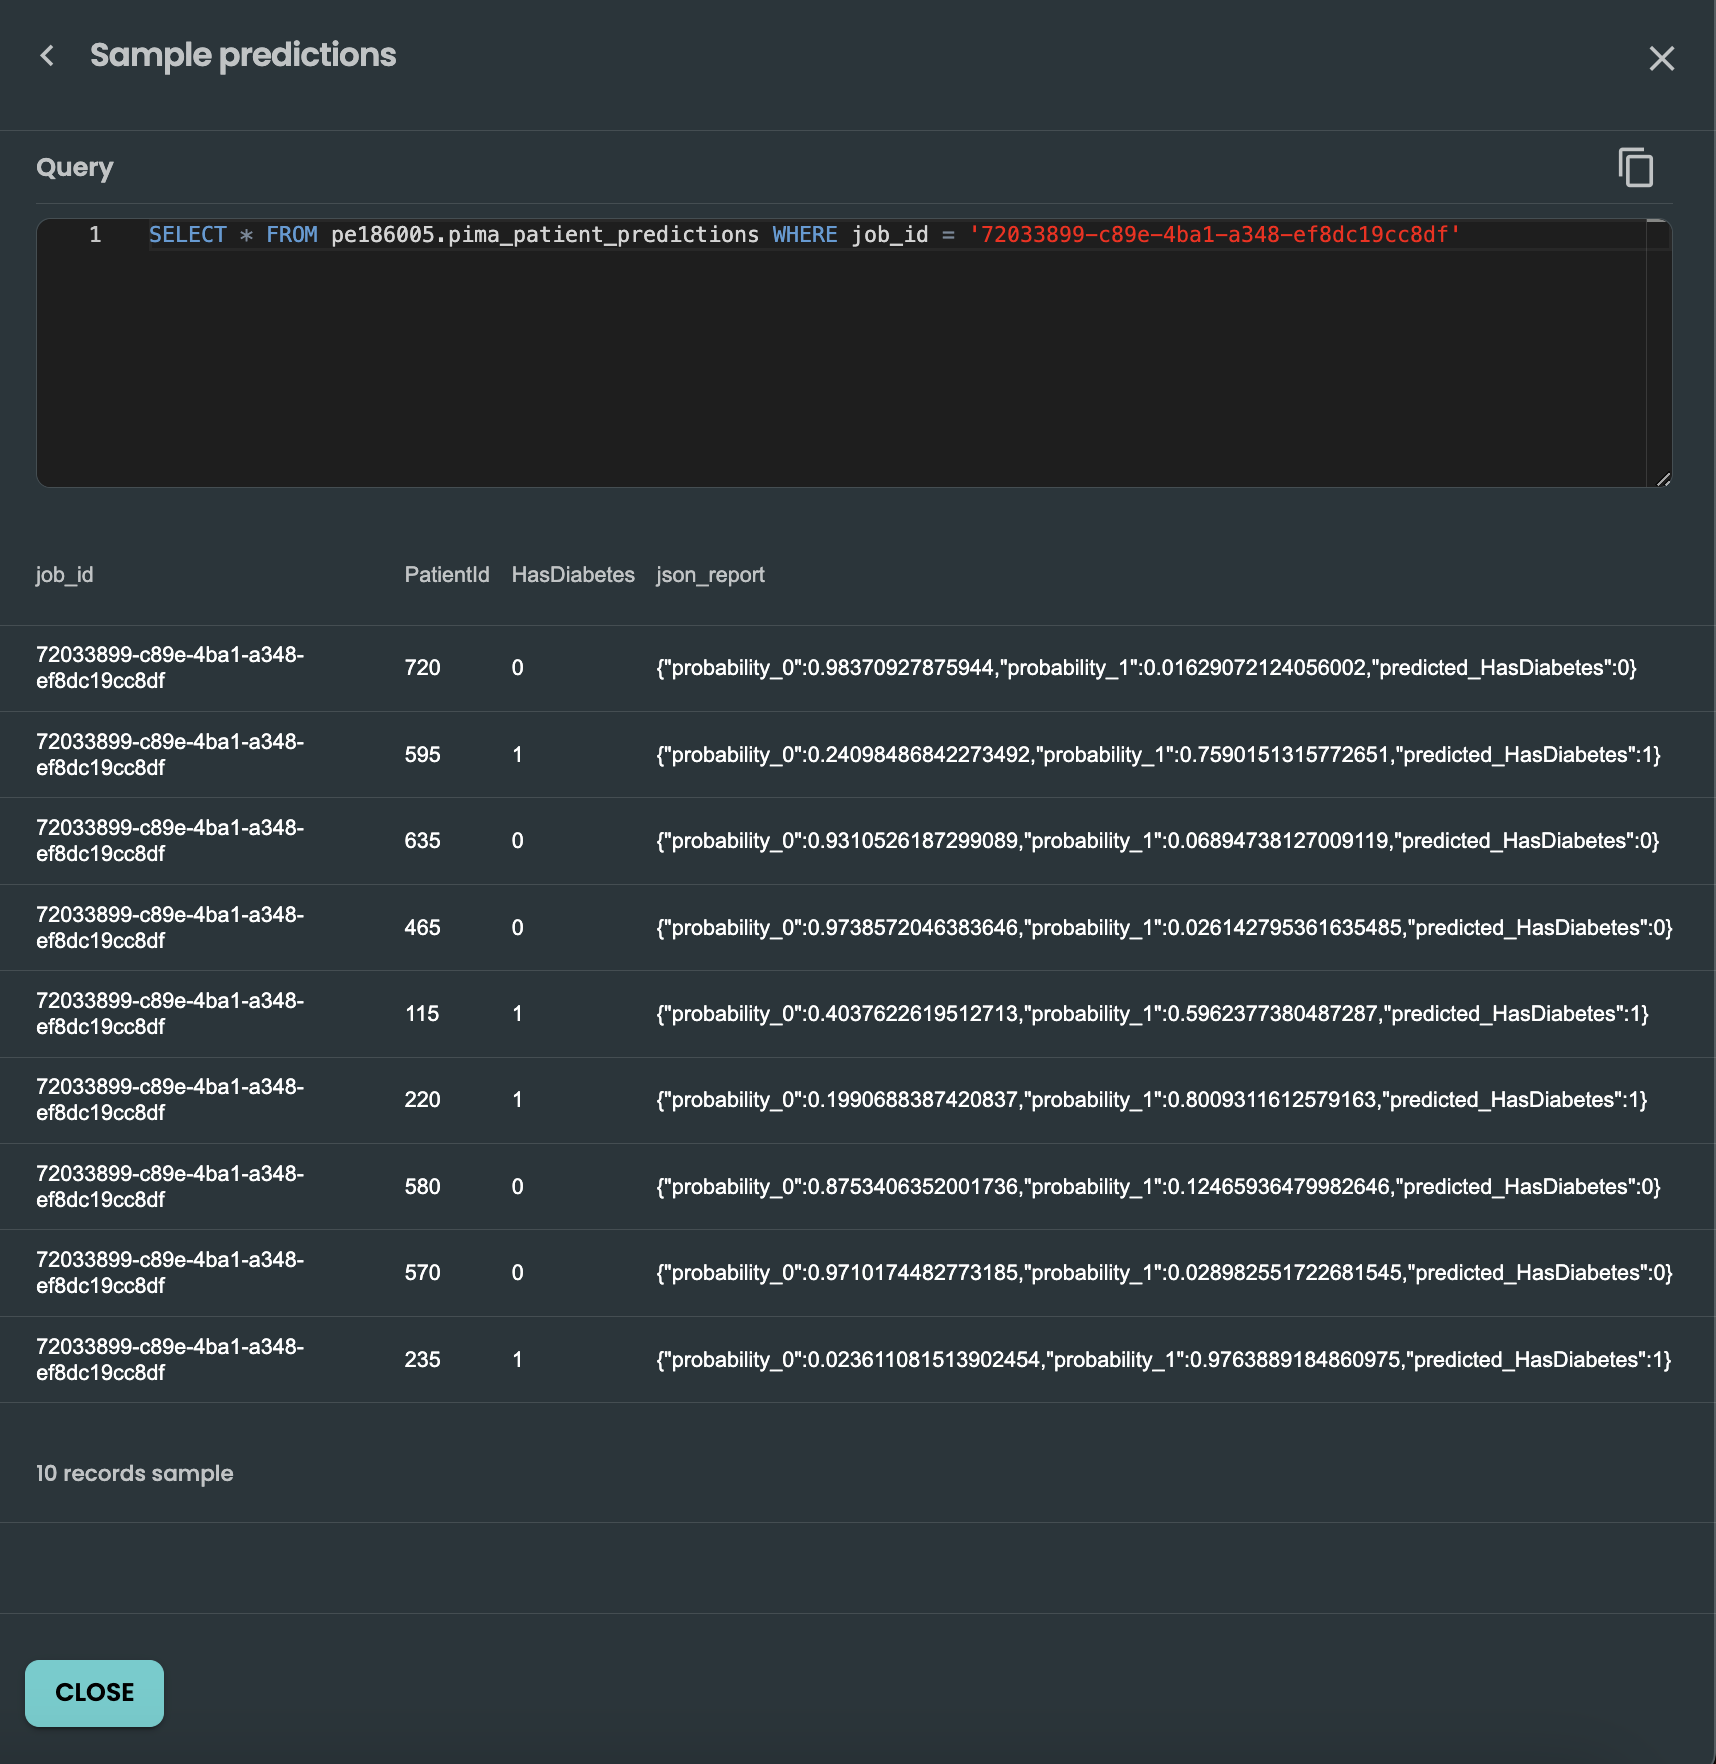 Sample predictions
Query
1 SELECT * FROM pe186005.pima_patient_predictions WHERE job_id = '72033899-c89e-4ba1-a348-ef8dc19cc8df'
job_id PatientId HasDiabetes json_report
72033899-c89e-4ba1-a348-
ef8dc19cc8df
720 0 {"probability_0":0.98370927875944,"probability_1":0.01629072124056002,"predicted_HasDiabetes":0}
72033899-c89e-4ba1-a348-
ef8dc19cc8df
595 1 {"probability_0":0.24098486842273492,"probability_1":0.7590151315772651,"predicted_HasDiabetes":1}
72033899-c89e-4ba1-a348-
ef8dc19cc8df
635 0 {"probability_0":0.9310526187299089,"probability_1":0.06894738127009119,"predicted_HasDiabetes":0}
72033899-c89e-4ba1-a348-
ef8dc19cc8df
465 0 {"probability_0":0.9738572046383646,"probability_1":0.026142795361635485,"predicted_HasDiabetes":0}
72033899-c89e-4ba1-a348-
ef8dc19cc8df
115 1 {"probability_0":0.4037622619512713,"probability_1":0.5962377380487287,"predicted_HasDiabetes":1}
72033899-c89e-4ba1-a348-
ef8dc19cc8df
220 1 {"probability_0":0.1990688387420837,"probability_1":0.8009311612579163,"predicted_HasDiabetes":1}
72033899-c89e-4ba1-a348-
ef8dc19cc8df
580 0 {"probability_0":0.8753406352001736,"probability_1":0.12465936479982646,"predicted_HasDiabetes":0}
72033899-c89e-4ba1-a348-
ef8dc19cc8df
570 0 {"probability_0":0.9710174482773185,"probability_1":0.028982551722681545,"predicted_HasDiabetes":0}
72033899-c89e-4ba1-a348-
ef8dc19cc8df
235 1 {"probability_0":0.023611081513902454,"probability_1":0.9763889184860975,"predicted_HasDiabetes":1}
10 records sample
CLOSE